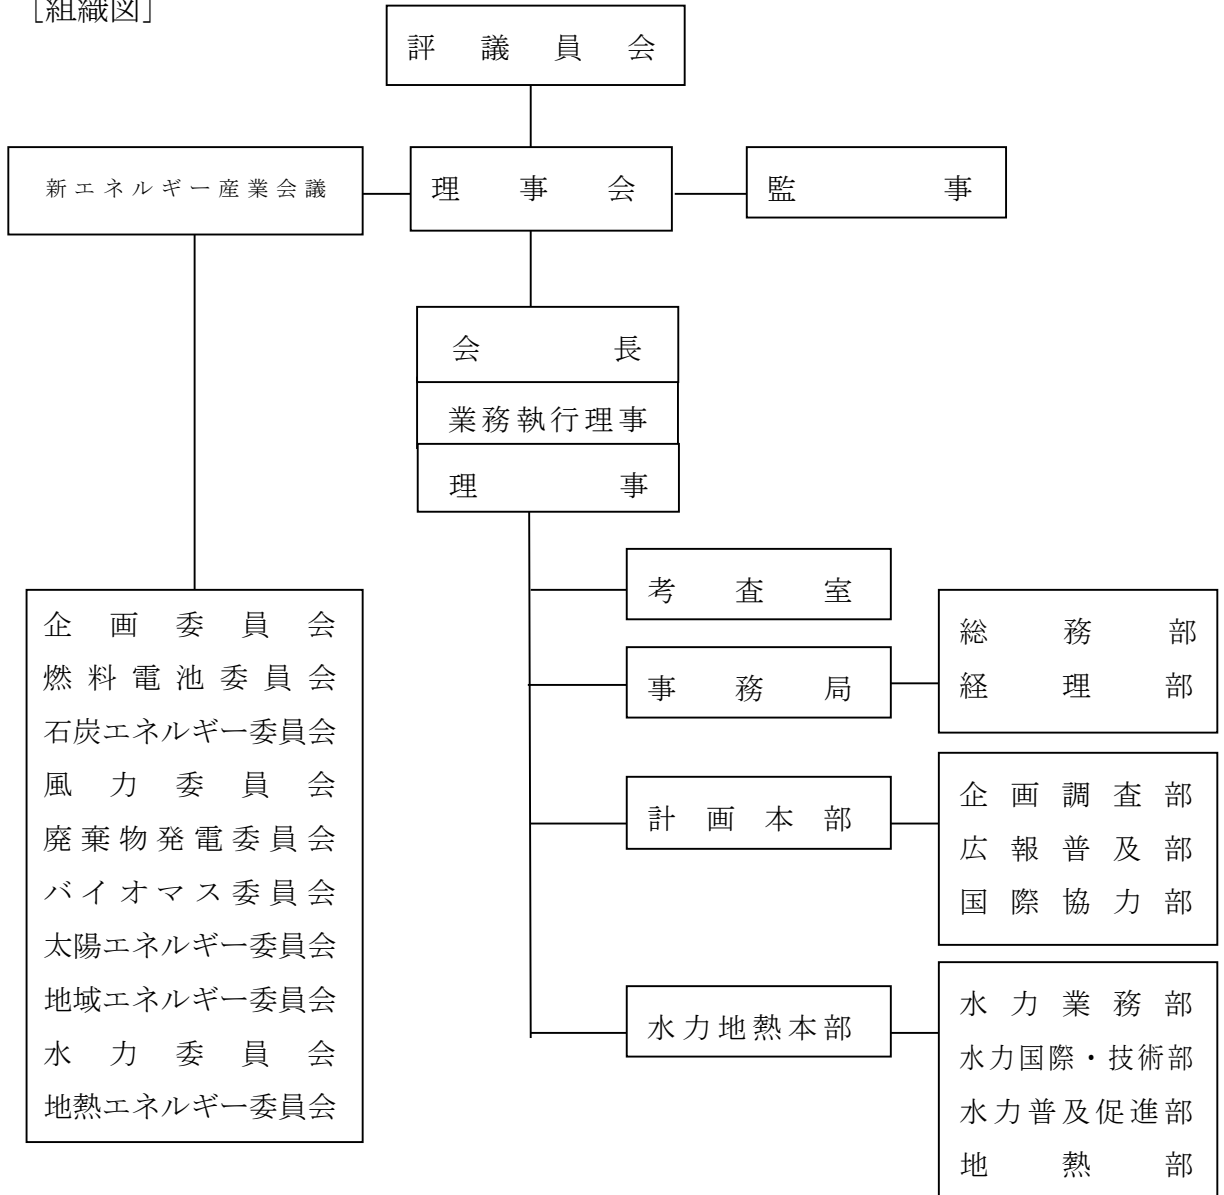 ［組織図］
評議員会
新エネルギー産業会議
理事会
監事
会長
業務執行理事
理事
考査室
事務局
総務部
経理部
計画本部
企画調査部
広報普及部
国際協力部
水力地熱本部
水力業務部
水力国際・技術部
水力普及促進部
地熱部
企画委員会
燃料電池委員会
石炭エネルギー委員会
風力委員会
廃棄物発電委員会
バイオマス委員会
太陽エネルギー委員会
地域エネルギー委員会
水力委員会
地熱エネルギー委員会